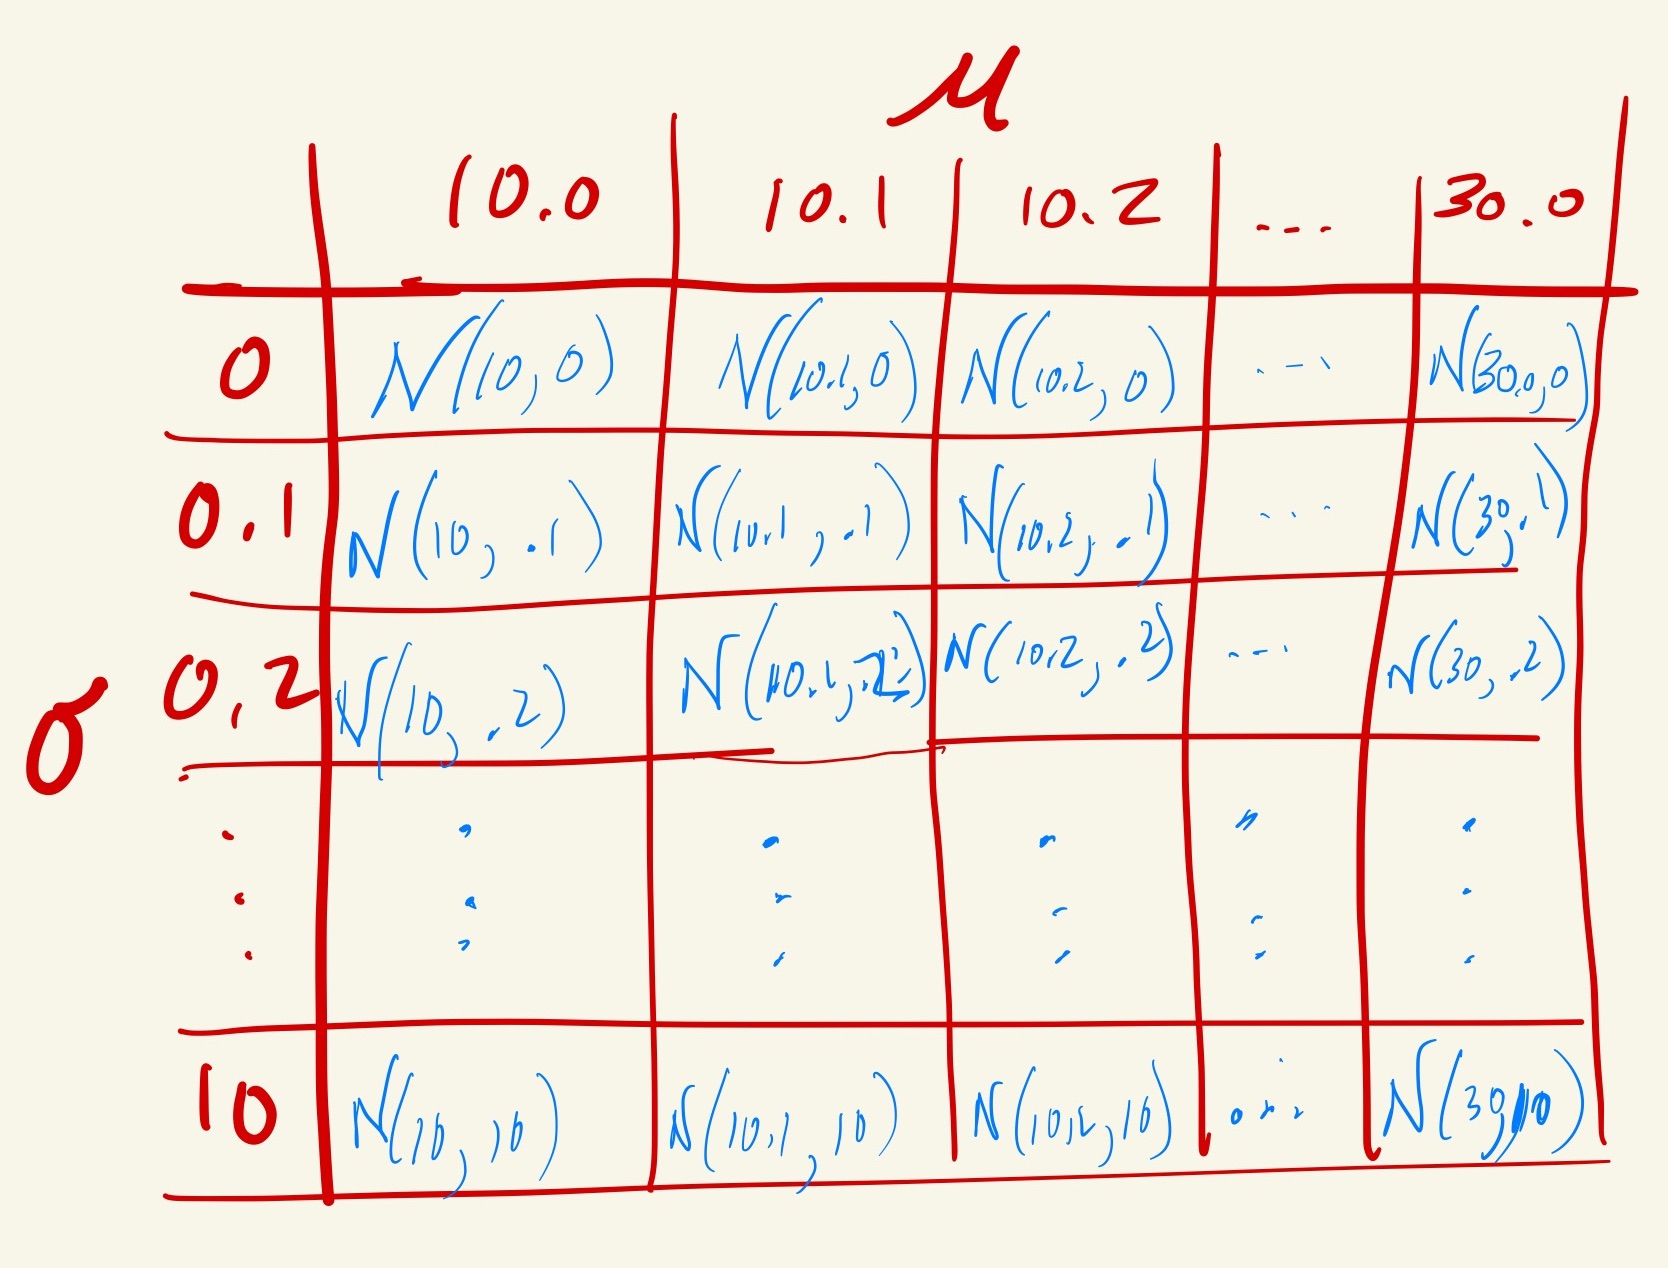 μ
10.0 10.1 10.2 .... 30.0
0 N(10, 0) N(10.1, 0) N(10.2, 0) ... N(30.0, 0)
0.1 N(10, .1) N(10.1, .1) N(10.2, .1) ... N(30, .1)
σ 0.2 N(10, .2) N(10.1, .2) N(10.2, .2) ... N(30, .2)
10 N(10, 10) N(10.1, 10) N(10.2, 10) ... N(30, 10)